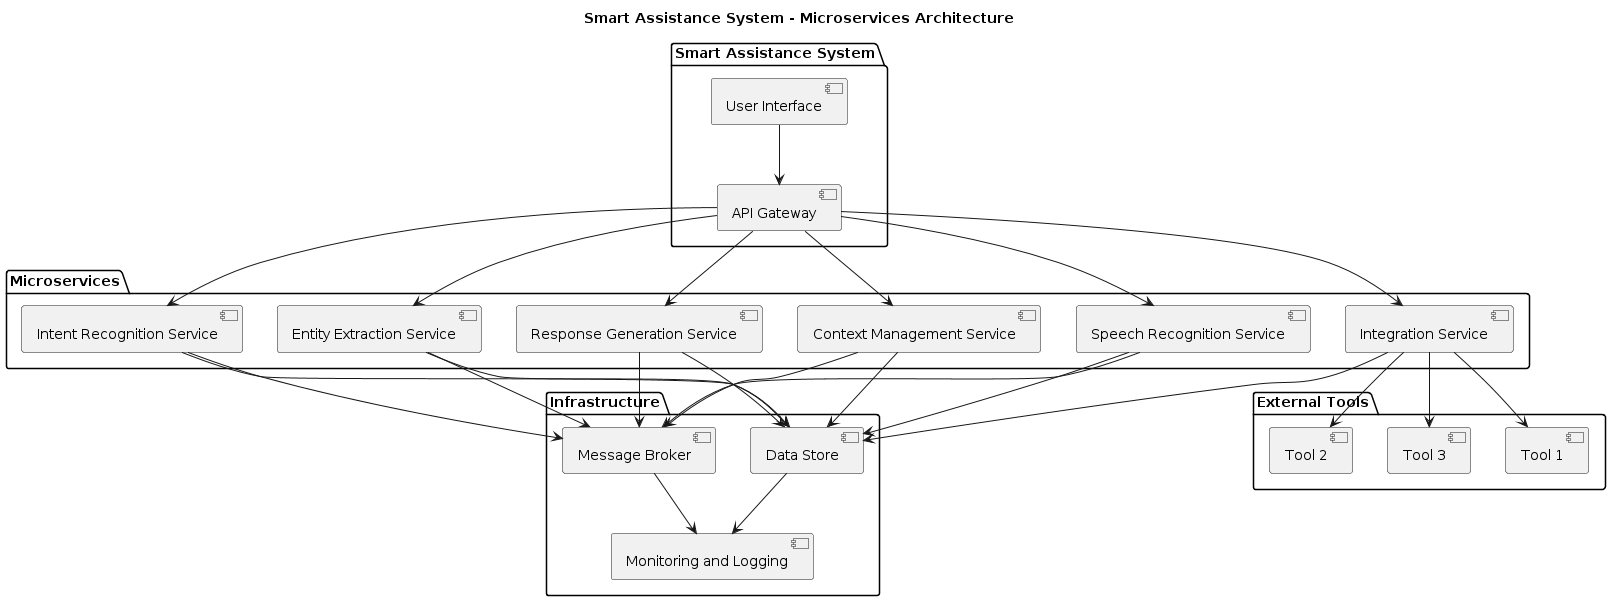 Smart Assistance System - Microservices Architecture
Smart Assistance System
User Interface
API Gateway
Microservices
Intent Recognition Service
Entity Extraction Service
Response Generation Service
Context Management Service
Speech Recognition Service
Integration Service
Infrastructure
External Tools
Message Broker
Data Store
Tool 2
Tool 3
Tool 1
Monitoring and Logging